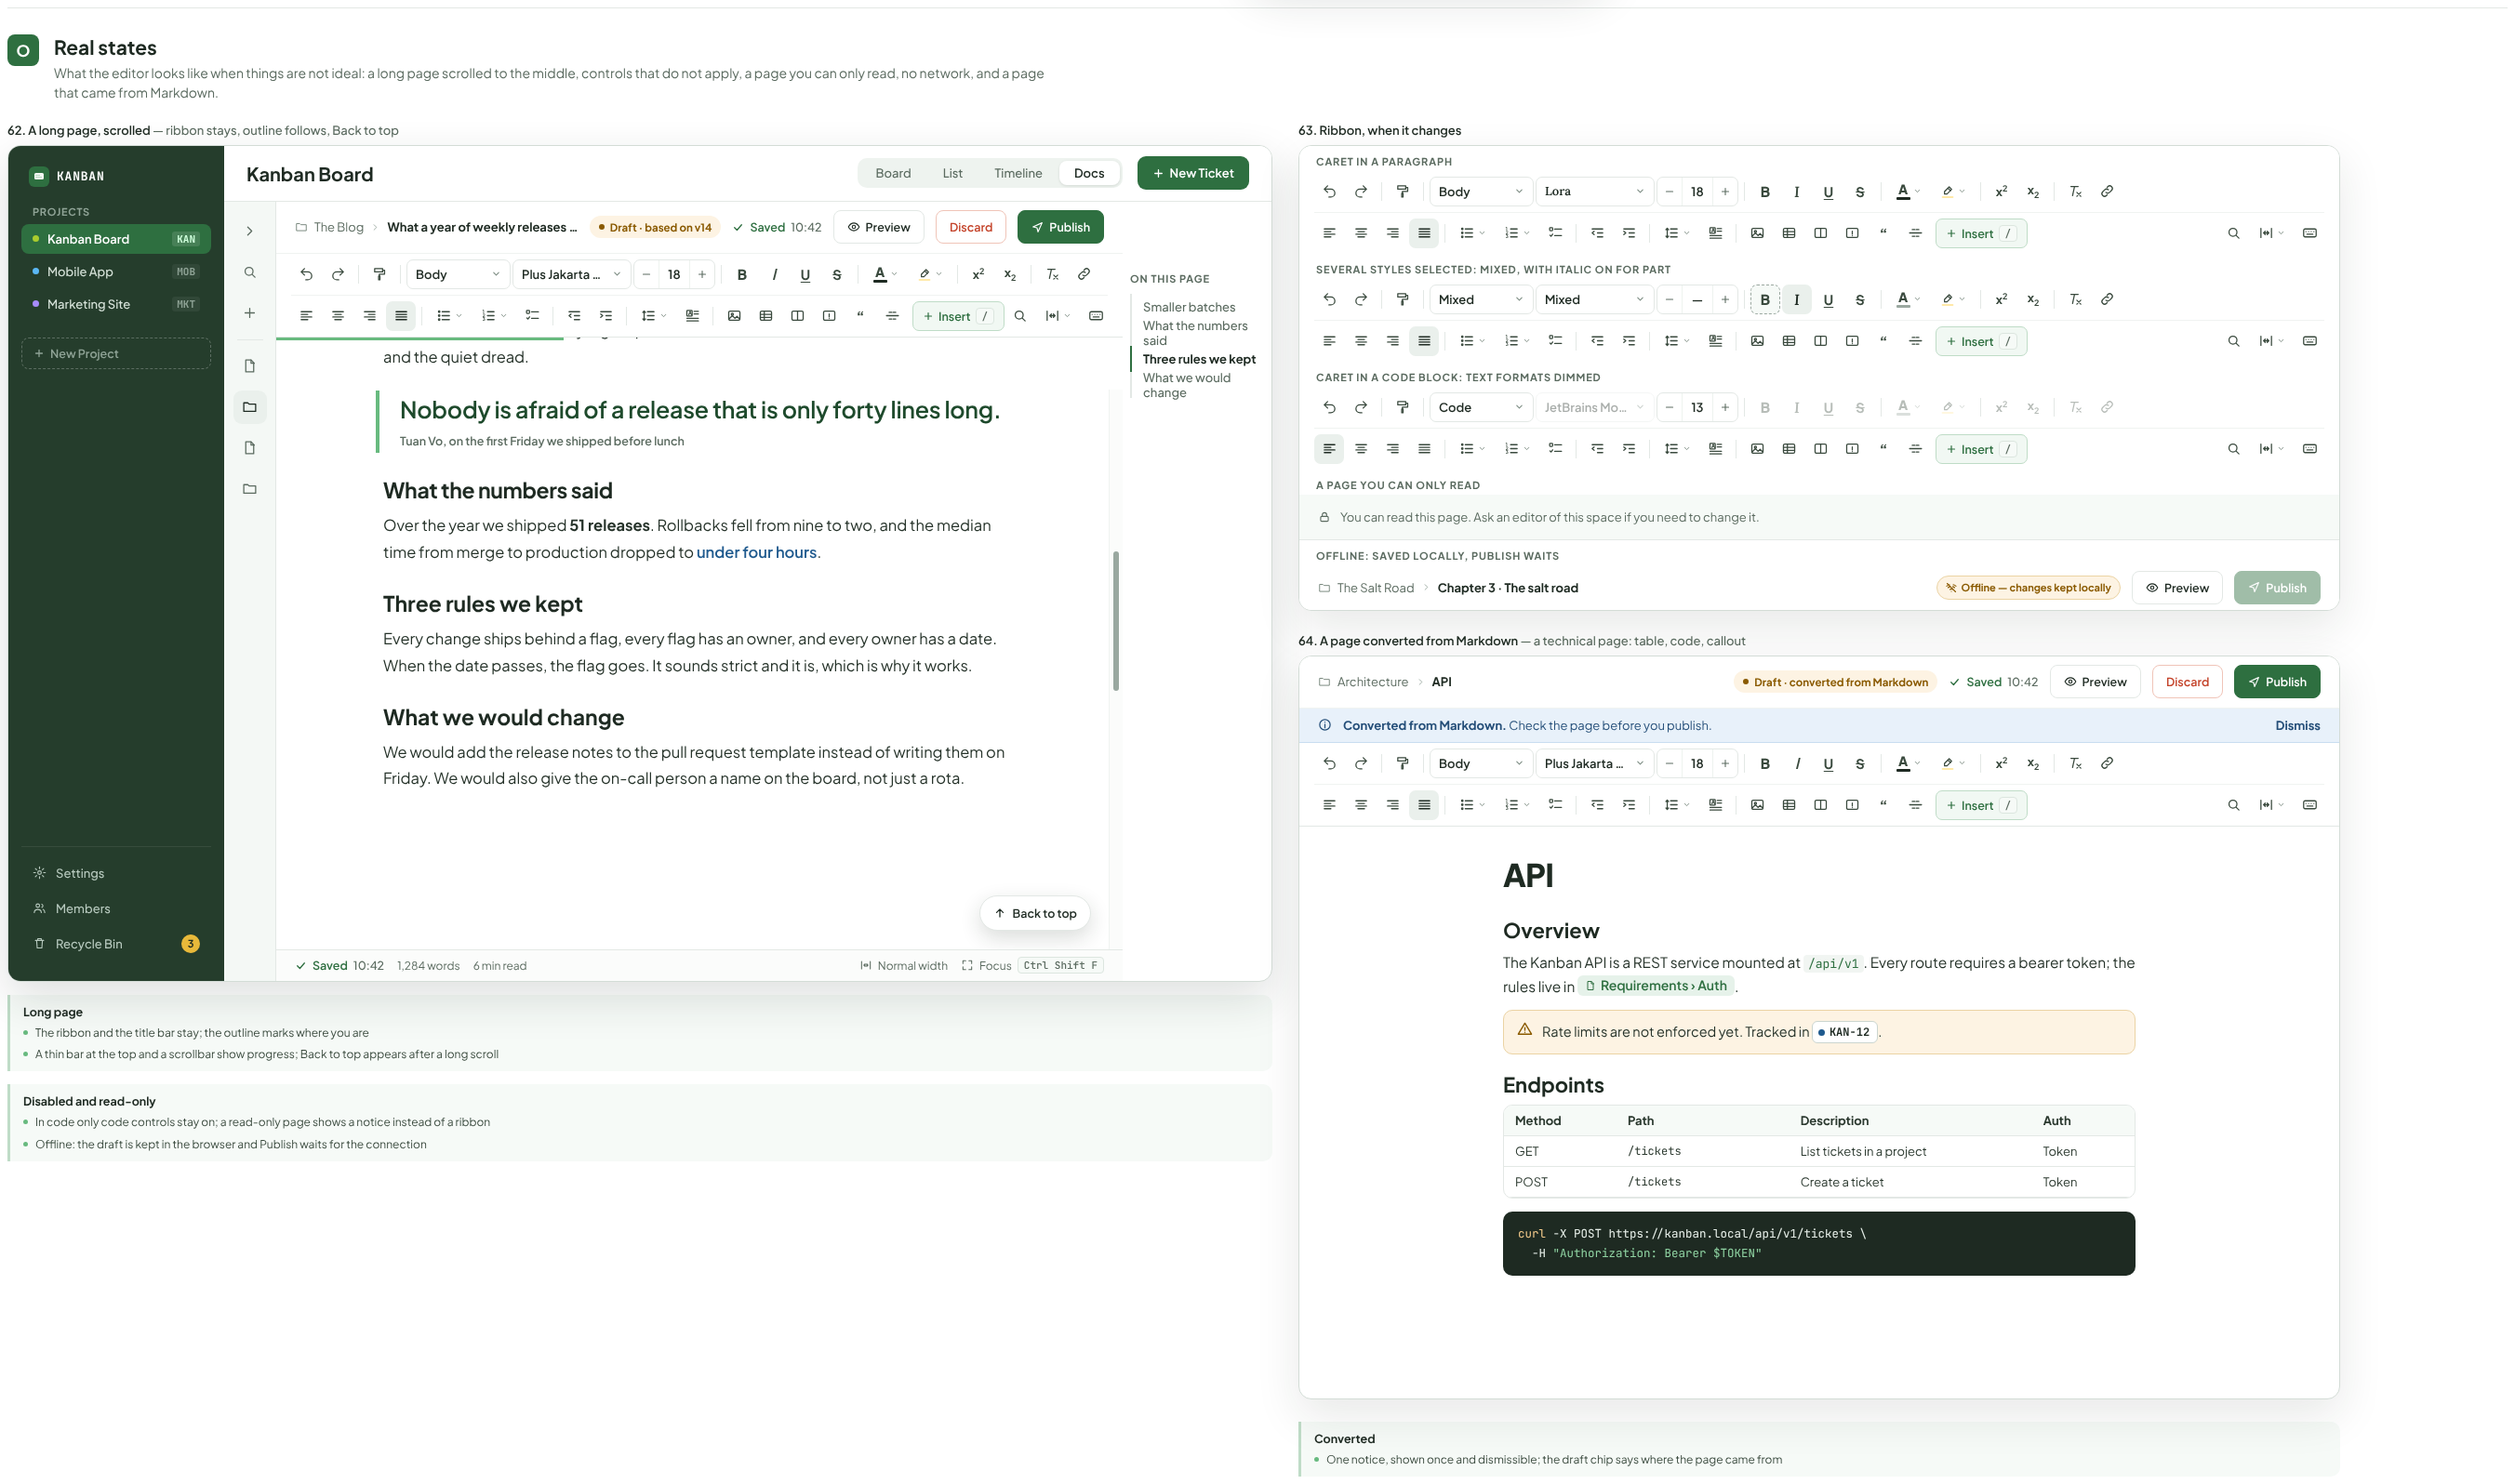 O
Real states
What the editor looks like when things are not ideal: a long page scrolled to the middle, controls that do not apply, a page you can only read, no network, and a page
that came from Markdown.
62. A long page, scrolled — ribbon stays, outline follows, Back to top
KANBAN
PROJECTS
Kanban Board KAN
Mobile App MOB
Marketing Site MKT
+ New Project
Settings
Members
Recycle Bin 3
Kanban Board
Board List Timeline Docs
+ New Ticket
The Blog › What a year of weekly releases … Draft · based on v14 Saved 10:42 Preview Discard Publish
Body Plus Jakarta … − 18 + B I U S A x² x₂ Tx
+ Insert /
and the quiet dread.
Nobody is afraid of a release that is only forty lines long.
Tuan Vo, on the first Friday we shipped before lunch
What the numbers said
Over the year we shipped 51 releases. Rollbacks fell from nine to two, and the median
time from merge to production dropped to under four hours.
Three rules we kept
Every change ships behind a flag, every flag has an owner, and every owner has a date.
When the date passes, the flag goes. It sounds strict and it is, which is why it works.
What we would change
We would add the release notes to the pull request template instead of writing them on
Friday. We would also give the on-call person a name on the board, not just a rota.
Back to top
Saved 10:42 1,284 words 6 min read Normal width Focus Ctrl Shift F
ON THIS PAGE
Smaller batches
What the numbers
said
Three rules we kept
What we would
change
Long page
The ribbon and the title bar stay; the outline marks where you are
A thin bar at the top and a scrollbar show progress; Back to top appears after a long scroll
Disabled and read-only
In code only code controls stay on; a read-only page shows a notice instead of a ribbon
Offline: the draft is kept in the browser and Publish waits for the connection
63. Ribbon, when it changes
CARET IN A PARAGRAPH
Body Lora − 18 + B I U S A x² x₂ Tx
+ Insert /
SEVERAL STYLES SELECTED: MIXED, WITH ITALIC ON FOR PART
Mixed Mixed − — + B I U S A x² x₂ Tx
+ Insert /
CARET IN A CODE BLOCK: TEXT FORMATS DIMMED
Code JetBrains Mo… − 13 + B I U S A x² x₂ Tx
+ Insert /
A PAGE YOU CAN ONLY READ
You can read this page. Ask an editor of this space if you need to change it.
OFFLINE: SAVED LOCALLY, PUBLISH WAITS
The Salt Road › Chapter 3 · The salt road Offline — changes kept locally Preview Publish
64. A page converted from Markdown — a technical page: table, code, callout
Architecture › API Draft · converted from Markdown Saved 10:42 Preview Discard Publish
Converted from Markdown. Check the page before you publish. Dismiss
Body Plus Jakarta … − 18 + B I U S A x² x₂ Tx
+ Insert /
API
Overview
The Kanban API is a REST service mounted at /api/v1. Every route requires a bearer token; the
rules live in Requirements › Auth.
Rate limits are not enforced yet. Tracked in KAN-12.
Endpoints
Method Path Description Auth
GET /tickets List tickets in a project Token
POST /tickets Create a ticket Token
curl -X POST https://kanban.local/api/v1/tickets \
-H "Authorization: Bearer $TOKEN"
Converted
One notice, shown once and dismissible; the draft chip says where the page came from